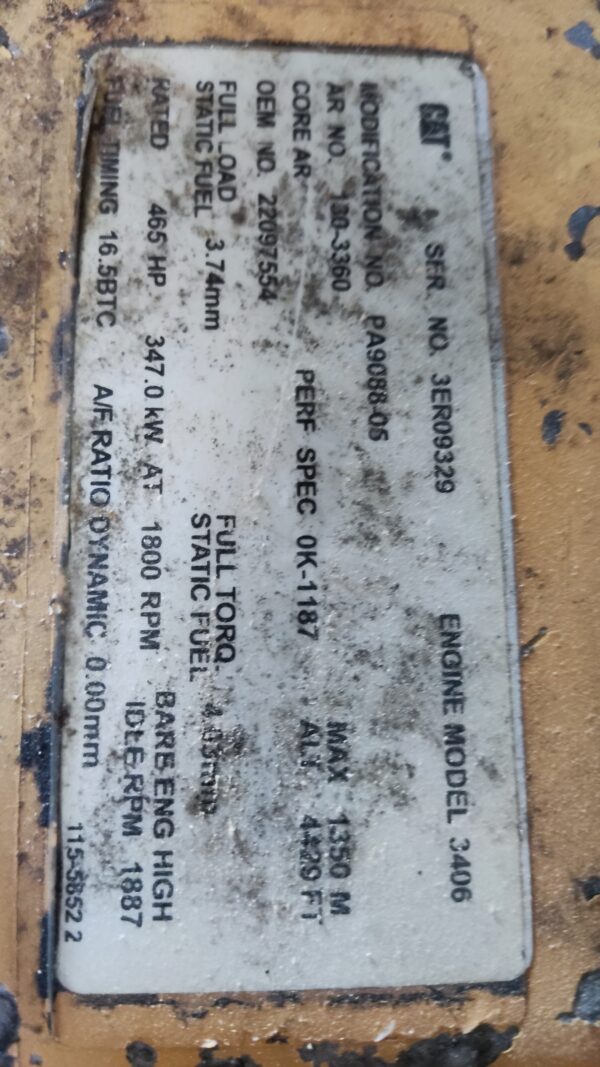 CAT® SER. NO. 3ER09329 ENGINE MODEL 3406
MODIFICATION NO. PA9088-05
AR NO. 130-3360 MAX 1350 M
CORE AR PERF SPEC 0K-1187 ALT 4429 FT
OEM NO. 22097554
FULL LOAD FULL TORQ
STATIC FUEL 3.74mm STATIC FUEL
RATED 465 HP 347.0 kW AT 1800 RPM BARE ENG HIGH
IDLE RPM 1887
FUEL TIMING 16.5BTC A/F RATIO DYNAMIC 0.00mm
115-5852 2